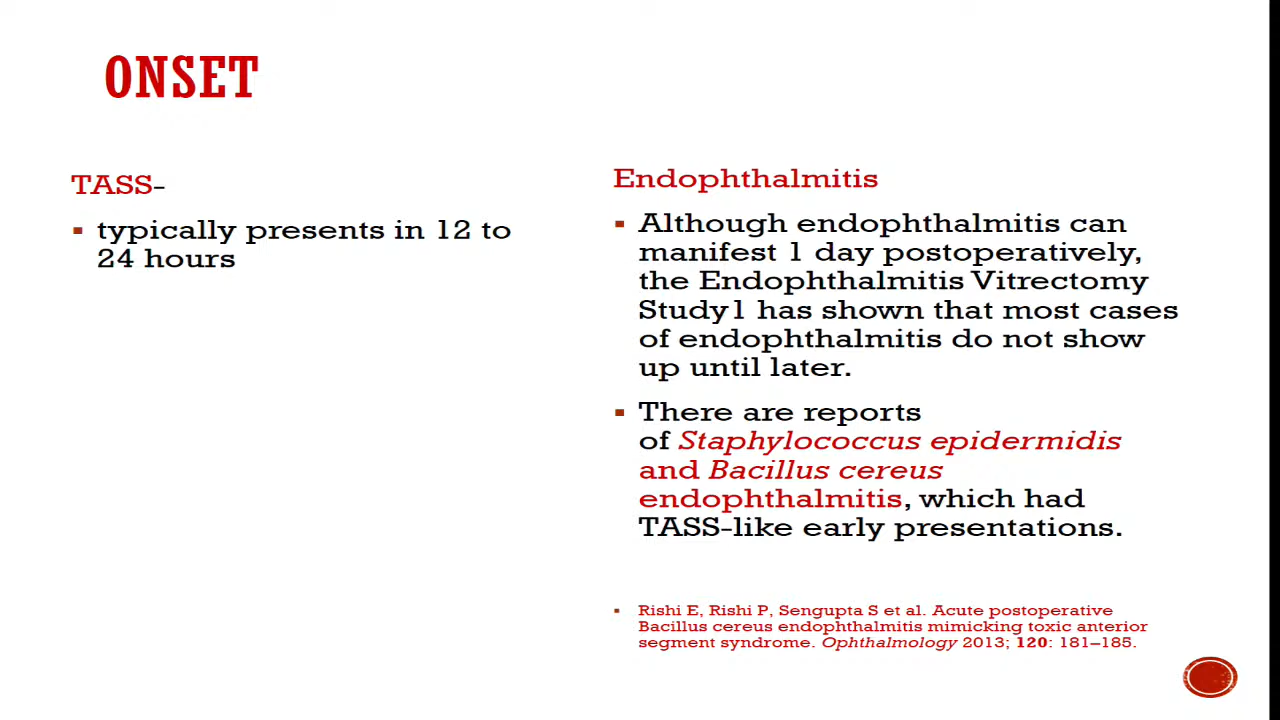 ONSET
TASS-
▪ typically presents in 12 to
24 hours
Endophthalmitis
▪ Although endophthalmitis can
manifest 1 day postoperatively,
the Endophthalmitis Vitrectomy
Study1 has shown that most cases
of endophthalmitis do not show
up until later.
▪ There are reports
of Staphylococcus epidermidis
and Bacillus cereus
endophthalmitis, which had
TASS-like early presentations.
▪ Rishi E, Rishi P, Sengupta S et al. Acute postoperative
Bacillus cereus endophthalmitis mimicking toxic anterior
segment syndrome. Ophthalmology 2013; 120: 181–185.